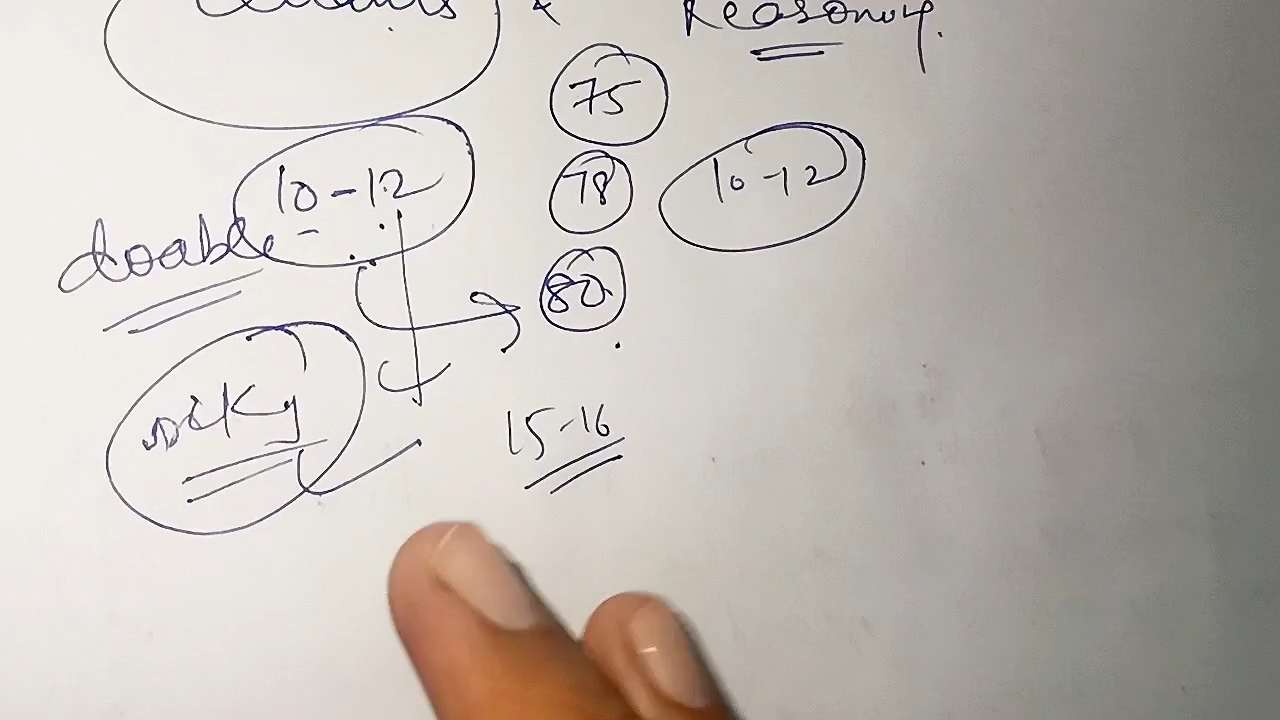 & Reasoning.
75
10-12 78 10-12
doable
80
risky
15-16